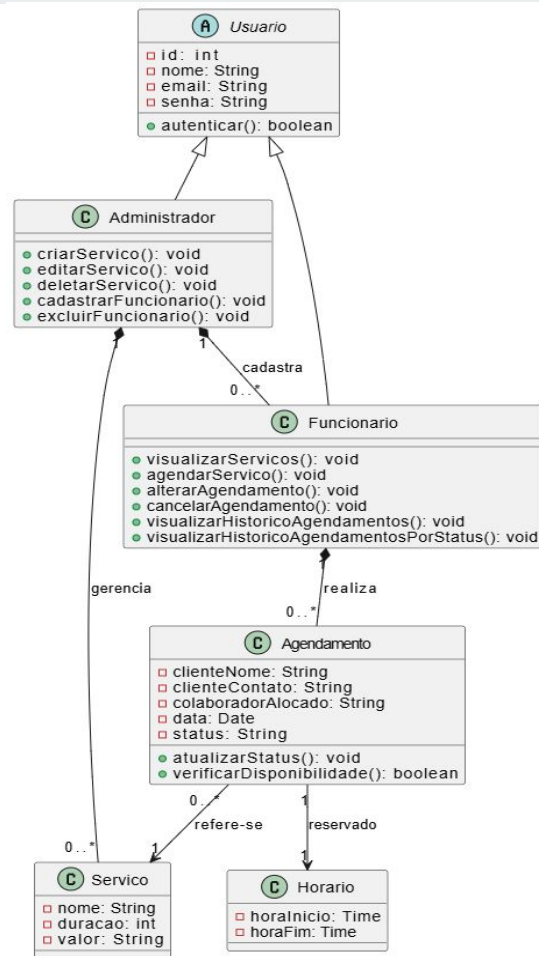 A Usuario
id: int
nome: String
email: String
senha: String
autenticar(): boolean
C Administrador
criarServico(): void
editarServico(): void
deletarServico(): void
cadastrarFuncionario(): void
excluirFuncionario(): void
1
1
cadastra
0..*
C Funcionario
visualizarServicos(): void
agendarServico(): void
alterarAgendamento(): void
cancelarAgendamento(): void
visualizarHistoricoAgendamentos(): void
visualizarHistoricoAgendamentosPorStatus(): void
1
gerencia
realiza
0..*
C Agendamento
clienteNome: String
clienteContato: String
colaboradorAlocado: String
data: Date
status: String
atualizarStatus(): void
verificarDisponibilidade(): boolean
0..*
1
refere-se
reservado
0..*
1
1
C Servico
nome: String
duracao: int
valor: String
C Horario
horaInicio: Time
horaFim: Time